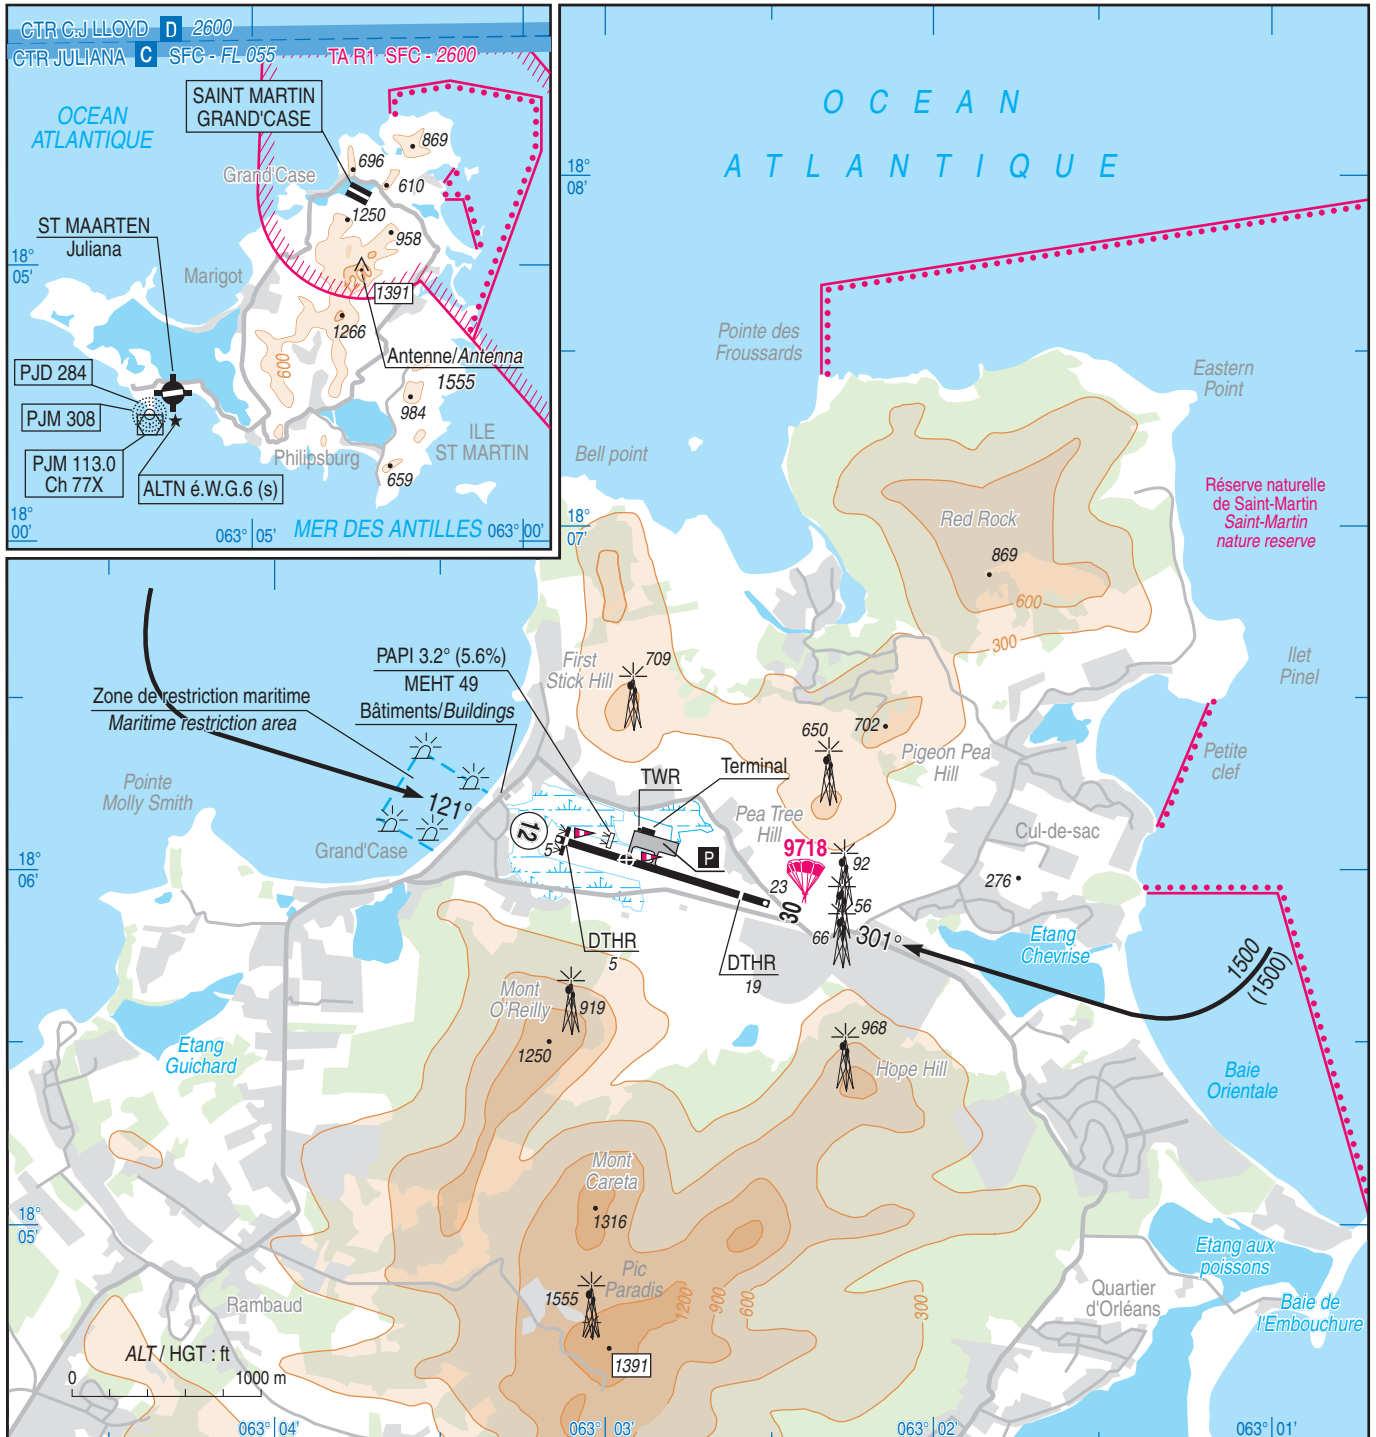 CTR C.J LLOYD D 2600
CTR JULIANA C SFC - FL 055
TA R1 SFC - 2600
OCEAN
ATLANTIQUE
SAINT MARTIN
GRAND'CASE
869
696
610
Grand'Case
1250
958
ST MAARTEN
Juliana
18°
05'
Marigot
1200
1391
1266
Antenne/Antenna
1555
600
PJD 284
PJM 308
984
PJM 113.0
Ch 77X
ILE
ST MARTIN
Philipsburg
659
ALTN é.W.G.6 (s)
18°
00'
063° 05'
MER DES ANTILLES
063° 00'
OCEAN
ATLANTIQUE
18°
08'
Pointe des
Froussards
Eastern
Point
Bell point
Réserve naturelle
de Saint-Martin
Saint-Martin
nature reserve
18°
07'
Red Rock
869
600
300
Ilet
Pinel
First
Stick Hill
709
PAPI 3.2° (5.6%)
MEHT 49
Bâtiments/Buildings
Zone de restriction maritime
Maritime restriction area
702
650
Pigeon Pea
Hill
Petite
clef
Pointe
Molly Smith
TWR
Terminal
Pea Tree
Hill
121°
12
5
P
9718
Cul-de-sac
Grand'Case
18°
06'
92
276
23
30
56
66
301°
DTHR
5
DTHR
19
Etang
Chevrise
1500
(1500)
Mont
O'Reilly
919
1250
968
Hope Hill
Etang
Guichard
Baie
Orientale
Mont
Careta
1316
18°
05'
Etang aux
poissons
Pic
Paradis
1555
1200
900
600
300
Quartier
d'Orléans
Rambaud
Baie de
l'Embouchure
1391
ALT / HGT : ft
0
1000 m
063° 04'
063° 03'
063° 02'
063° 01'